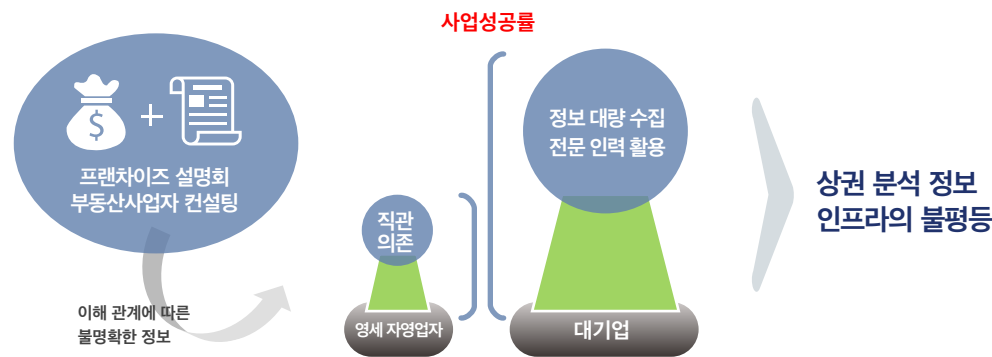 사업성공률
$
프랜차이즈 설명회
부동산사업자 컨설팅
이해 관계에 따른
불명확한 정보
직관
의존
영세 자영업자
정보 대량 수집
전문 인력 활용
대기업
상권 분석 정보
인프라의 불평등